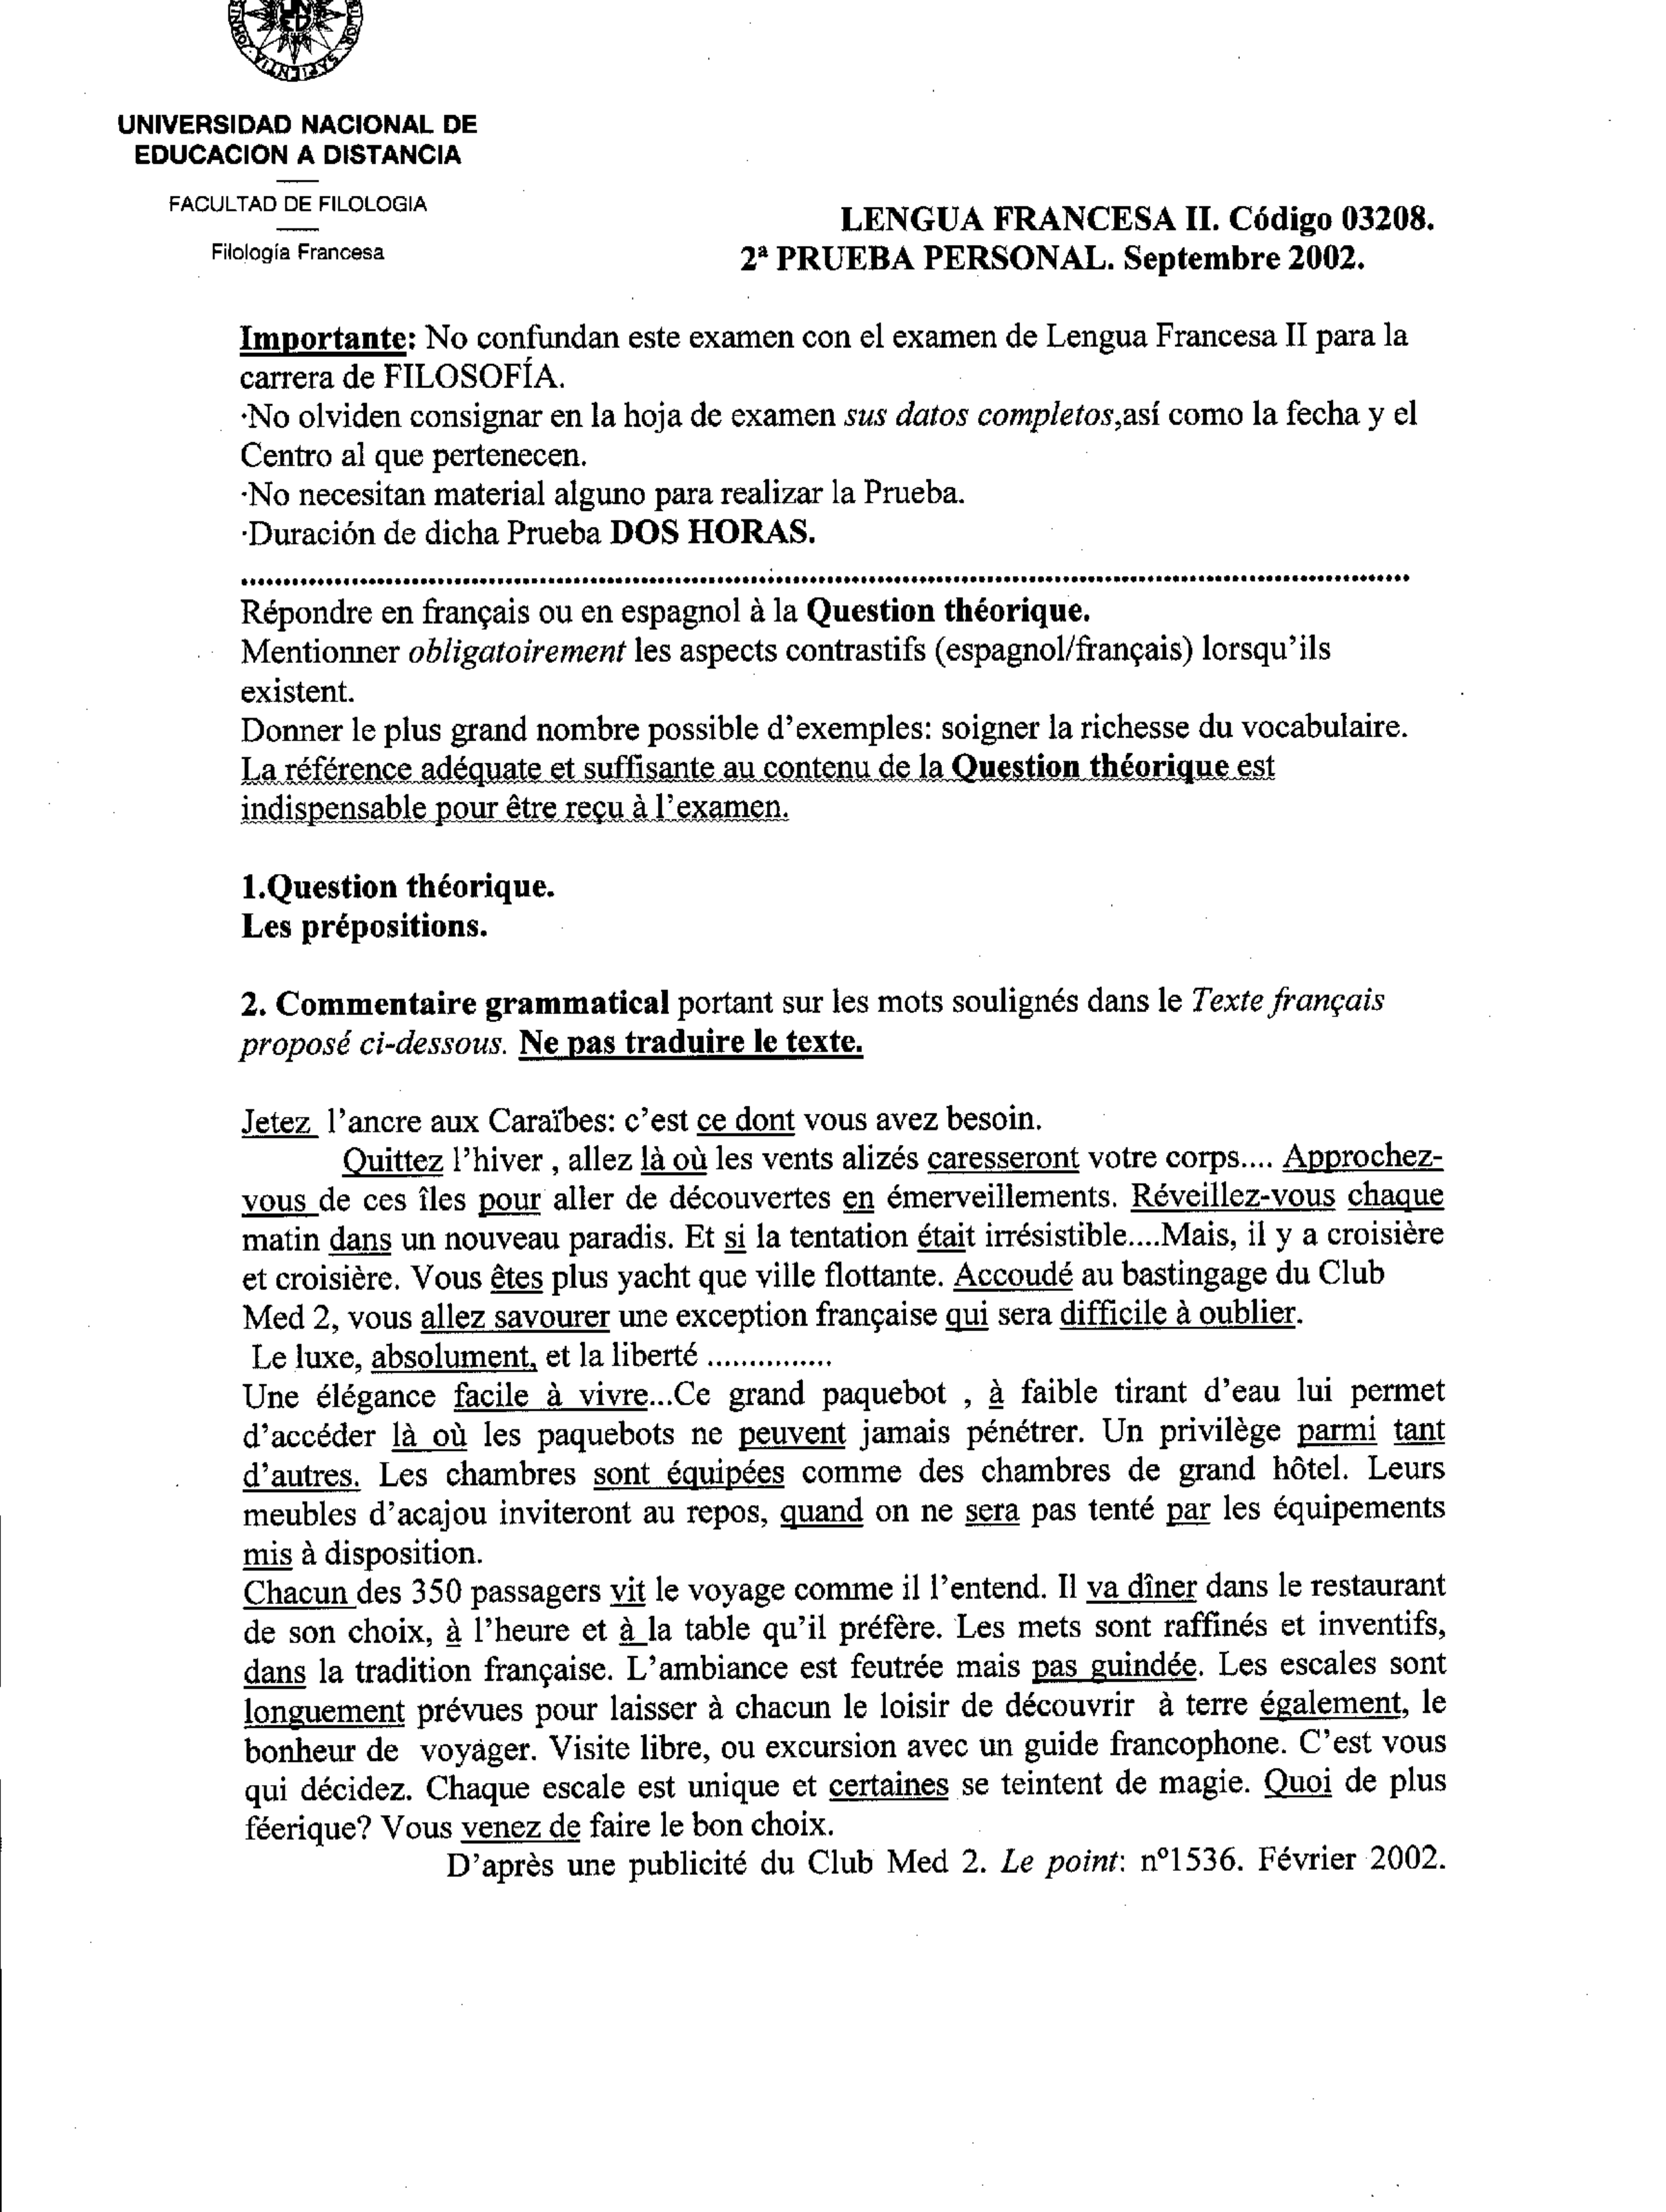 UNED
UNIVERSIDAD NACIONAL DE
EDUCACION A DISTANCIA
FACULTAD DE FILOLOGIA
Filología Francesa
LENGUA FRANCESA II. Código 03208.
2ª PRUEBA PERSONAL. Septembre 2002.
Importante: No confundan este examen con el examen de Lengua Francesa II para la
carrera de FILOSOFÍA.
·No olviden consignar en la hoja de examen sus datos completos,así como la fecha y el
Centro al que pertenecen.
·No necesitan material alguno para realizar la Prueba.
·Duración de dicha Prueba DOS HORAS.
Répondre en français ou en espagnol à la Question théorique.
Mentionner obligatoirement les aspects contrastifs (espagnol/français) lorsqu'ils
existent.
Donner le plus grand nombre possible d'exemples: soigner la richesse du vocabulaire.
La référence adéquate et suffisante au contenu de la Question théorique est
indispensable pour être reçu à l'examen.
1.Question théorique.
Les prépositions.
2. Commentaire grammatical portant sur les mots soulignés dans le Texte français
proposé ci-dessous. Ne pas traduire le texte.
Jetez l'ancre aux Caraïbes: c'est ce dont vous avez besoin.
Quittez l'hiver , allez là où les vents alizés caresseront votre corps.... Approchez-
vous de ces îles pour aller de découvertes en émerveillements. Réveillez-vous chaque
matin dans un nouveau paradis. Et si la tentation était irrésistible....Mais, il y a croisière
et croisière. Vous êtes plus yacht que ville flottante. Accoudé au bastingage du Club
Med 2, vous allez savourer une exception française qui sera difficile à oublier.
Le luxe, absolument, et la liberté ...............
Une élégance facile à vivre...Ce grand paquebot , à faible tirant d'eau lui permet
d'accéder là où les paquebots ne peuvent jamais pénétrer. Un privilège parmi tant
d'autres. Les chambres sont équipées comme des chambres de grand hôtel. Leurs
meubles d'acajou inviteront au repos, quand on ne sera pas tenté par les équipements
mis à disposition.
Chacun des 350 passagers vit le voyage comme il l'entend. Il va dîner dans le restaurant
de son choix, à l'heure et à la table qu'il préfère. Les mets sont raffinés et inventifs,
dans la tradition française. L'ambiance est feutrée mais pas guindée. Les escales sont
longuement prévues pour laisser à chacun le loisir de découvrir à terre également, le
bonheur de voyager. Visite libre, ou excursion avec un guide francophone. C'est vous
qui décidez. Chaque escale est unique et certaines se teintent de magie. Quoi de plus
féerique? Vous venez de faire le bon choix.
D'après une publicité du Club Med 2. Le point: nº1536. Février 2002.